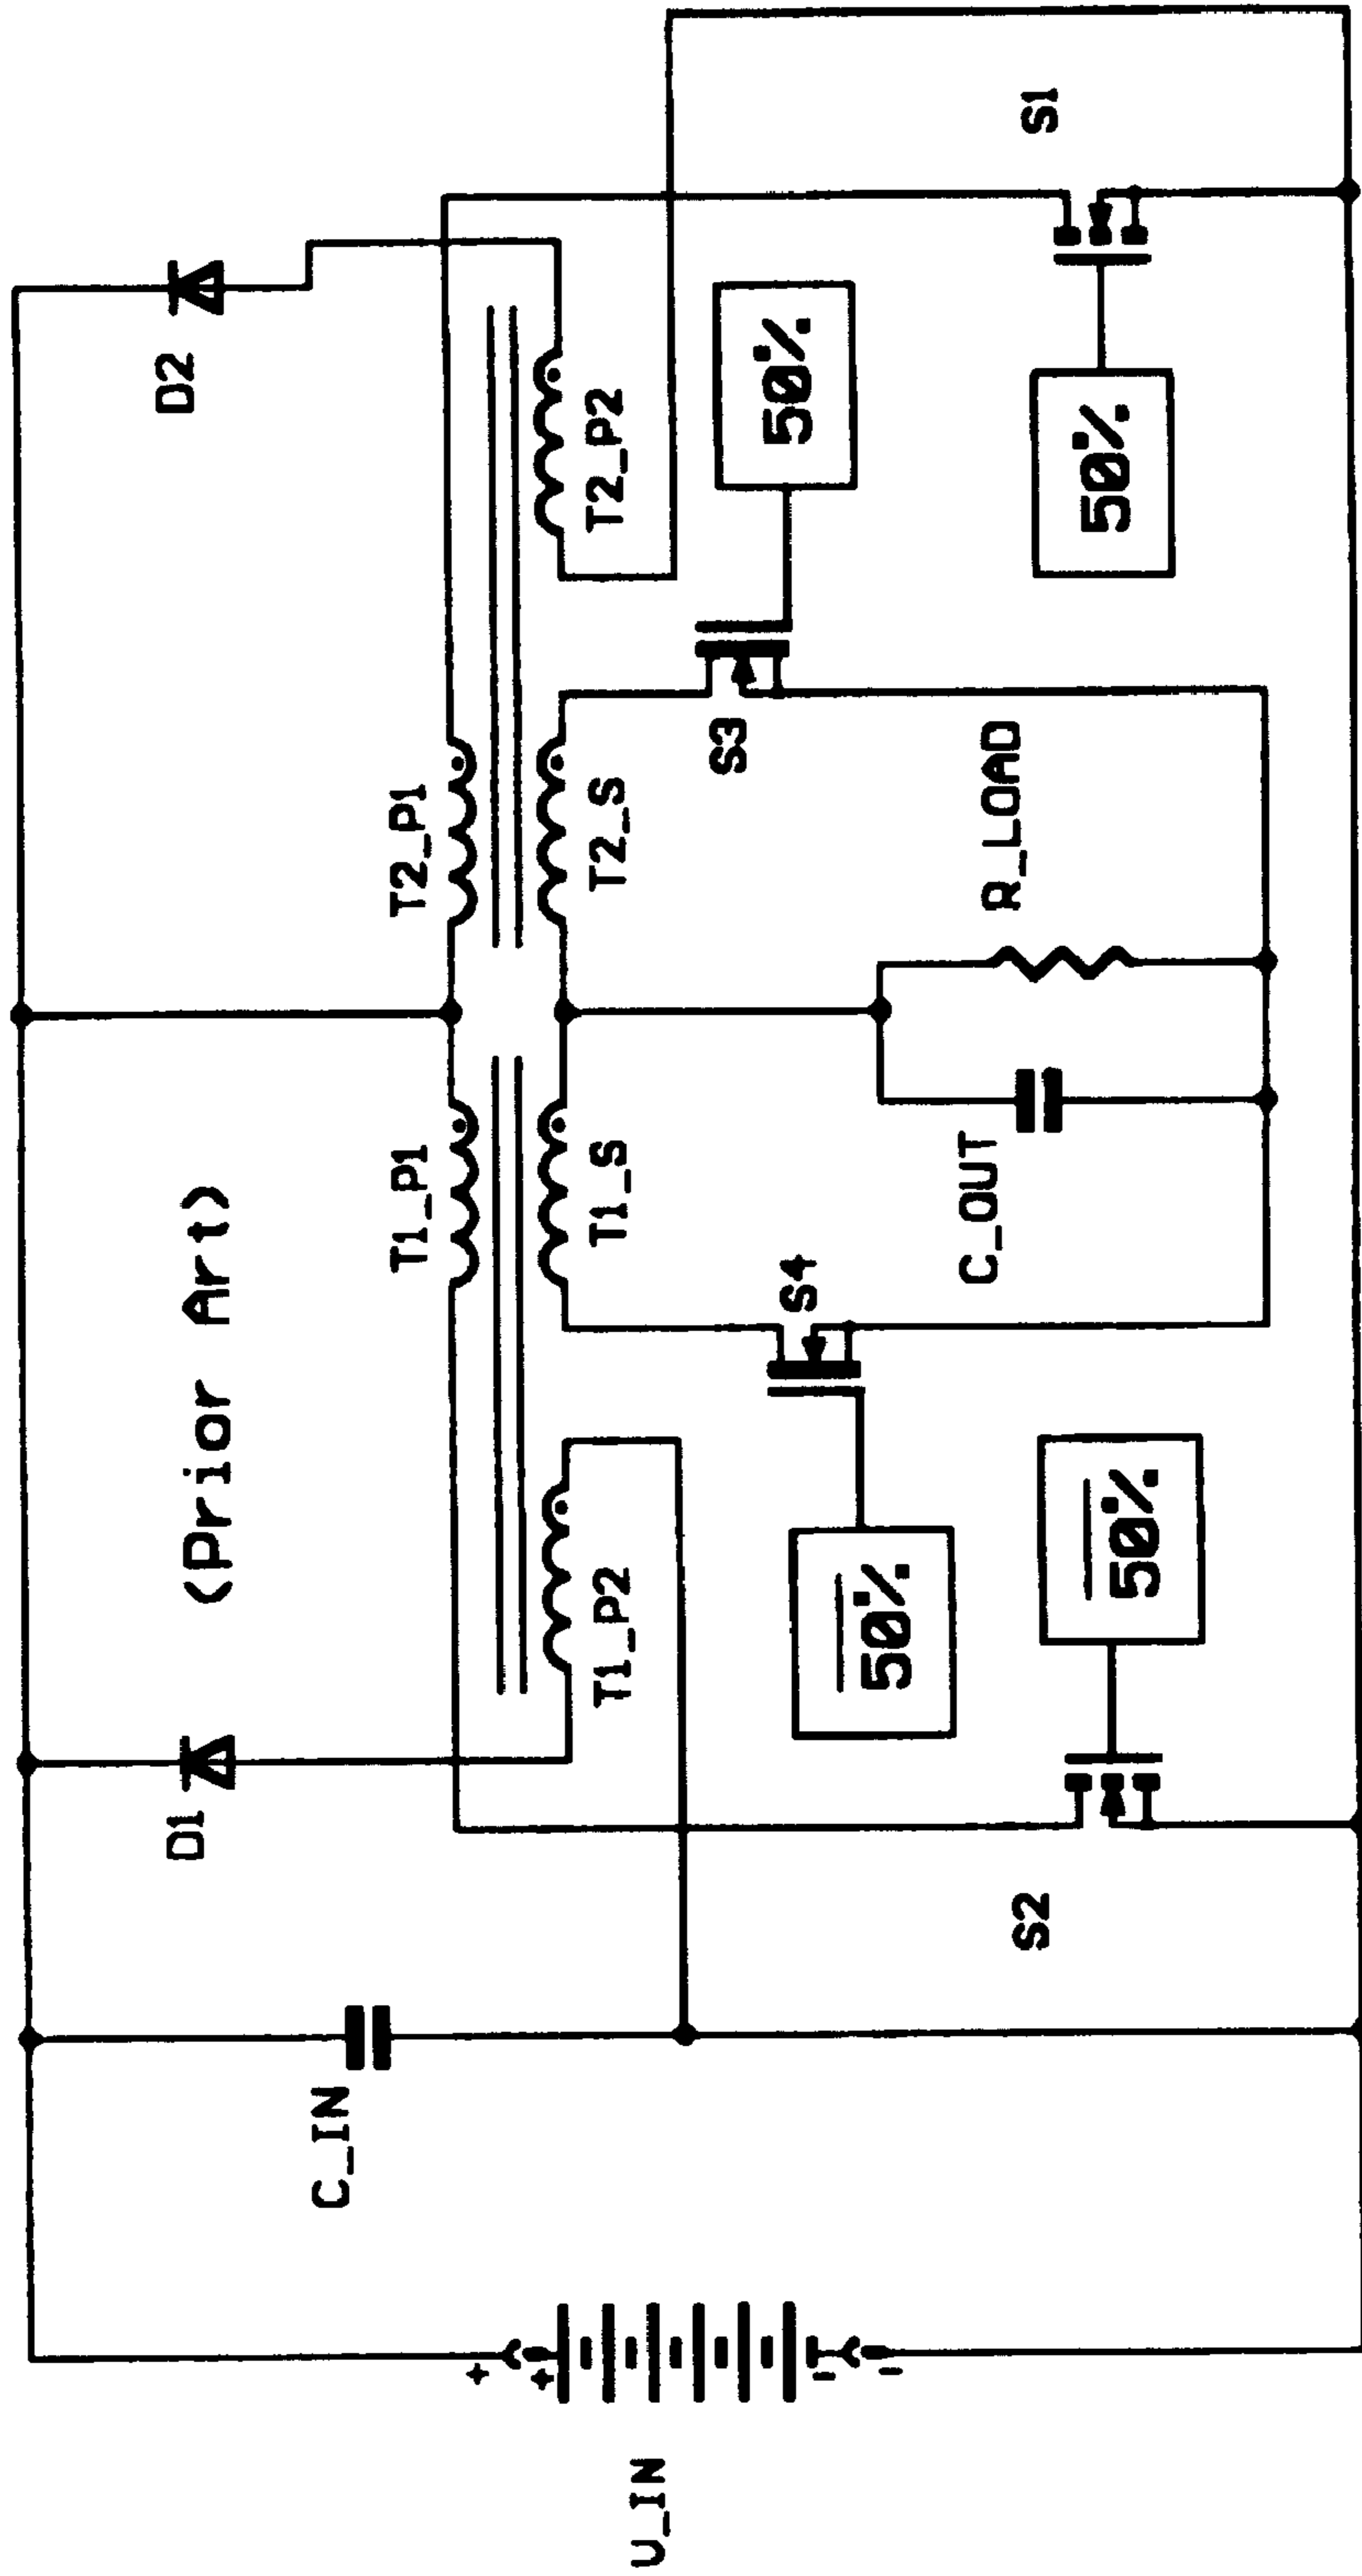 (Prior Art)
D1
D2
C_IN
T1_P1
T2_P1
T1_P2
T1_S
T2_S
T2_P2
+
+
-
-
V_IN
S4
S3
50%
50%
C_OUT
R_LOAD
S2
50%
50%
S1